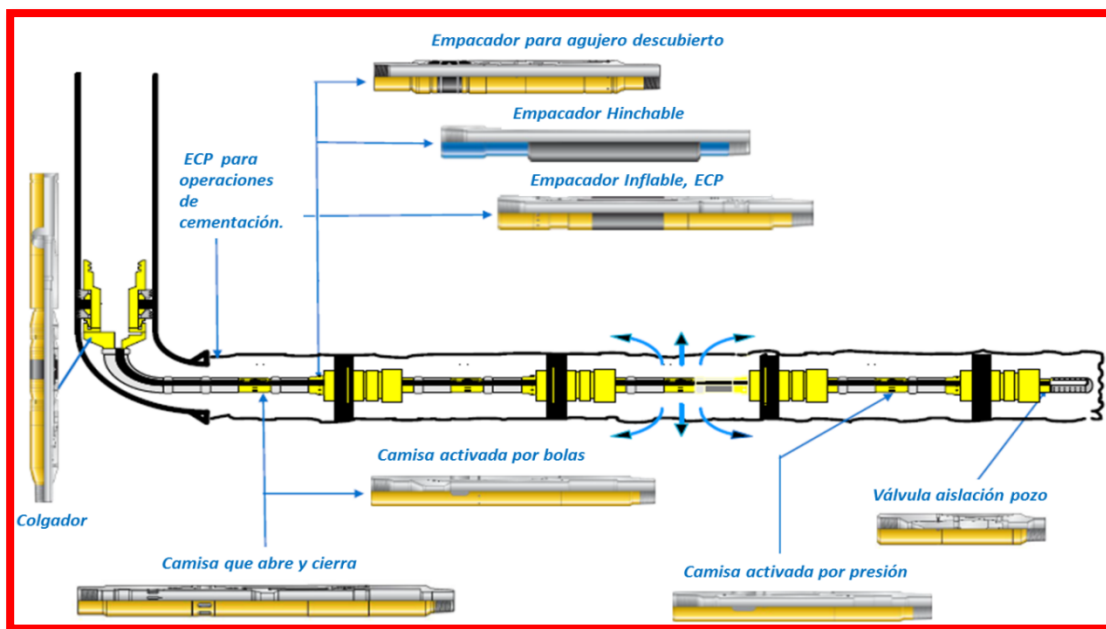 Empacador para agujero descubierto
Empacador Hinchable
ECP para
operaciones
de
cementación.
Empacador Inflable, ECP
Colgador
Camisa activada por bolas
Válvula aislación pozo
Camisa que abre y cierra
Camisa activada por presión